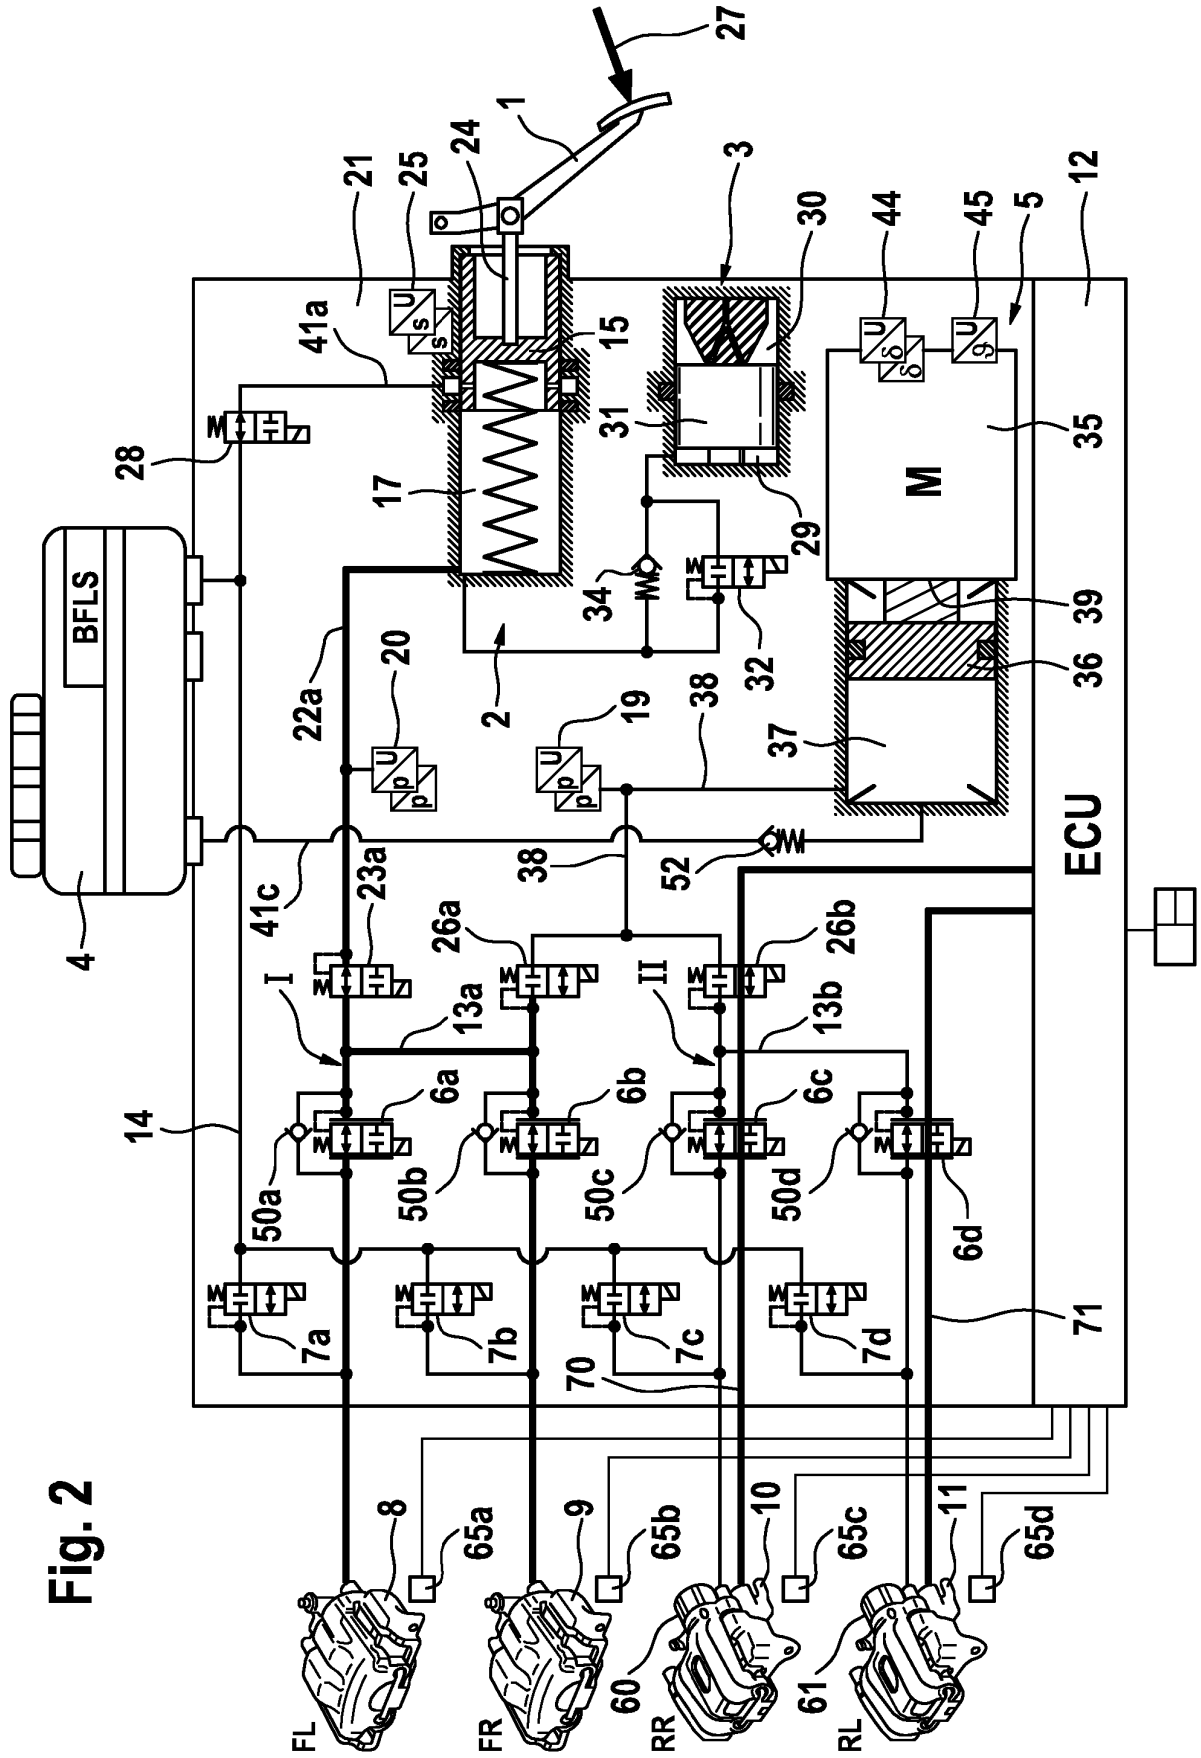 Fig. 2
27
1
24
25
21
41a
28
BFLS
4
15
17
3
30
31
29
34
32
2
44
45
5
12
35
M
39
36
37
U
s
s
U
δ
δ
U
ϑ
22a
20
U
p
p
19
U
p
p
38
38
52
ECU
41c
23a
26a
26b
I
II
13a
13b
14
50a
6a
50b
6b
50c
6c
50d
6d
7a
7b
7c
7d
70
71
8
65a
9
65b
10
65c
11
65d
60
61
FL
FR
RR
RL